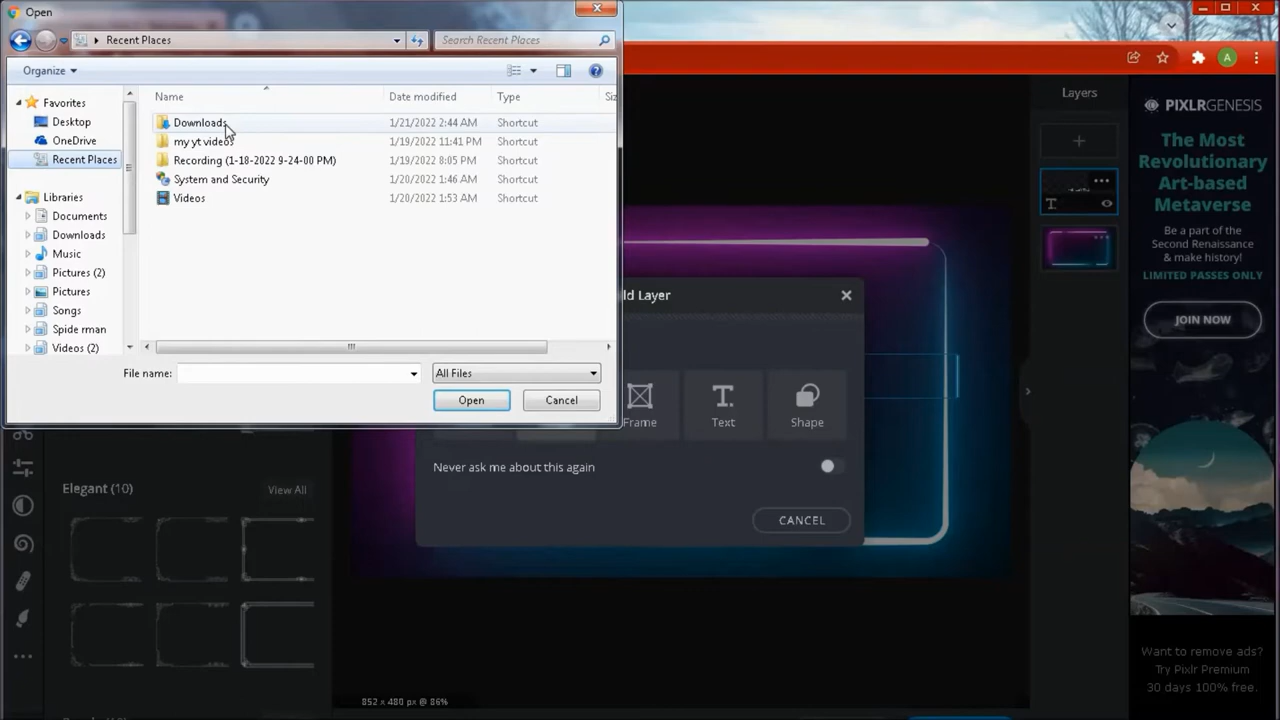 Open
Recent Places
Search Recent Places
Organize
Name
Date modified
Type
Favorites
Desktop
OneDrive
Recent Places
Libraries
Documents
Downloads
Music
Pictures (2)
Pictures
Songs
Spide rman
Videos (2)
Downloads 1/21/2022 2:44 AM Shortcut
my yt videos 1/19/2022 11:41 PM Shortcut
Recording (1-18-2022 9-24-00 PM) 1/19/2022 8:05 PM Shortcut
System and Security 1/20/2022 1:46 AM Shortcut
Videos 1/20/2022 1:53 AM Shortcut
File name:
All Files
Open
Cancel
Frame
Text
Shape
Never ask me about this again
CANCEL
Elegant (10)
View All
852 x 480 px @ 86%
A
Layers
T
PIXLRGENESIS
The Most
Revolutionary
Art-based
Metaverse
Be a part of the
Second Renaissance
& make history!
LIMITED PASSES ONLY
JOIN NOW
Want to remove ads?
Try Pixlr Premium
30 days 100% free.